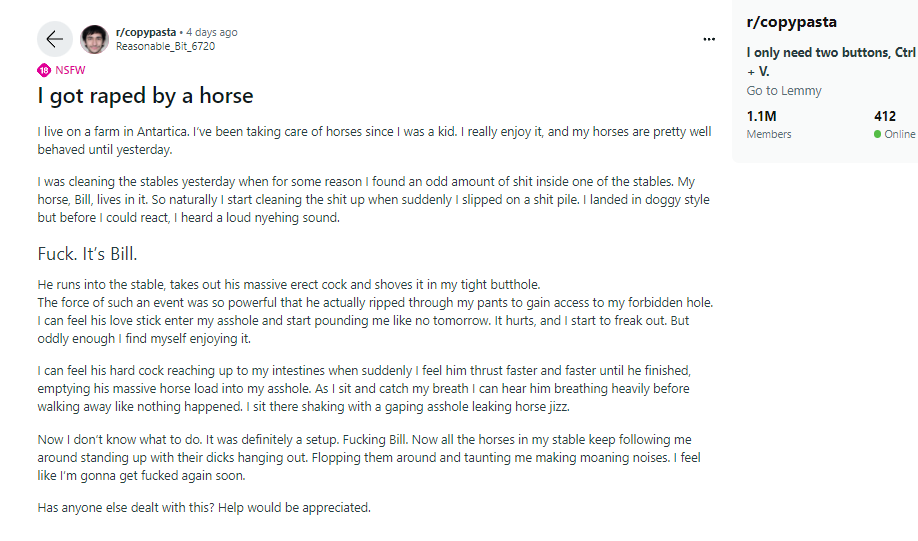 r/copypasta • 4 days ago
Reasonable_Bit_6720
18 NSFW
I got raped by a horse
I live on a farm in Antartica. I've been taking care of horses since I was a kid. I really enjoy it, and my horses are pretty well
behaved until yesterday.
I was cleaning the stables yesterday when for some reason I found an odd amount of shit inside one of the stables. My
horse, Bill, lives in it. So naturally I start cleaning the shit up when suddenly I slipped on a shit pile. I landed in doggy style
but before I could react, I heard a loud nyehing sound.
Fuck. It's Bill.
He runs into the stable, takes out his massive erect cock and shoves it in my tight butthole.
The force of such an event was so powerful that he actually ripped through my pants to gain access to my forbidden hole.
I can feel his love stick enter my asshole and start pounding me like no tomorrow. It hurts, and I start to freak out. But
oddly enough I find myself enjoying it.
I can feel his hard cock reaching up to my intestines when suddenly I feel him thrust faster and faster until he finished,
emptying his massive horse load into my asshole. As I sit and catch my breath I can hear him breathing heavily before
walking away like nothing happened. I sit there shaking with a gaping asshole leaking horse jizz.
Now I don't know what to do. It was definitely a setup. Fucking Bill. Now all the horses in my stable keep following me
around standing up with their dicks hanging out. Flopping them around and taunting me making moaning noises. I feel
like I'm gonna get fucked again soon.
Has anyone else dealt with this? Help would be appreciated.
r/copypasta
I only need two buttons, Ctrl
+ V.
Go to Lemmy
1.1M 412
Members Online